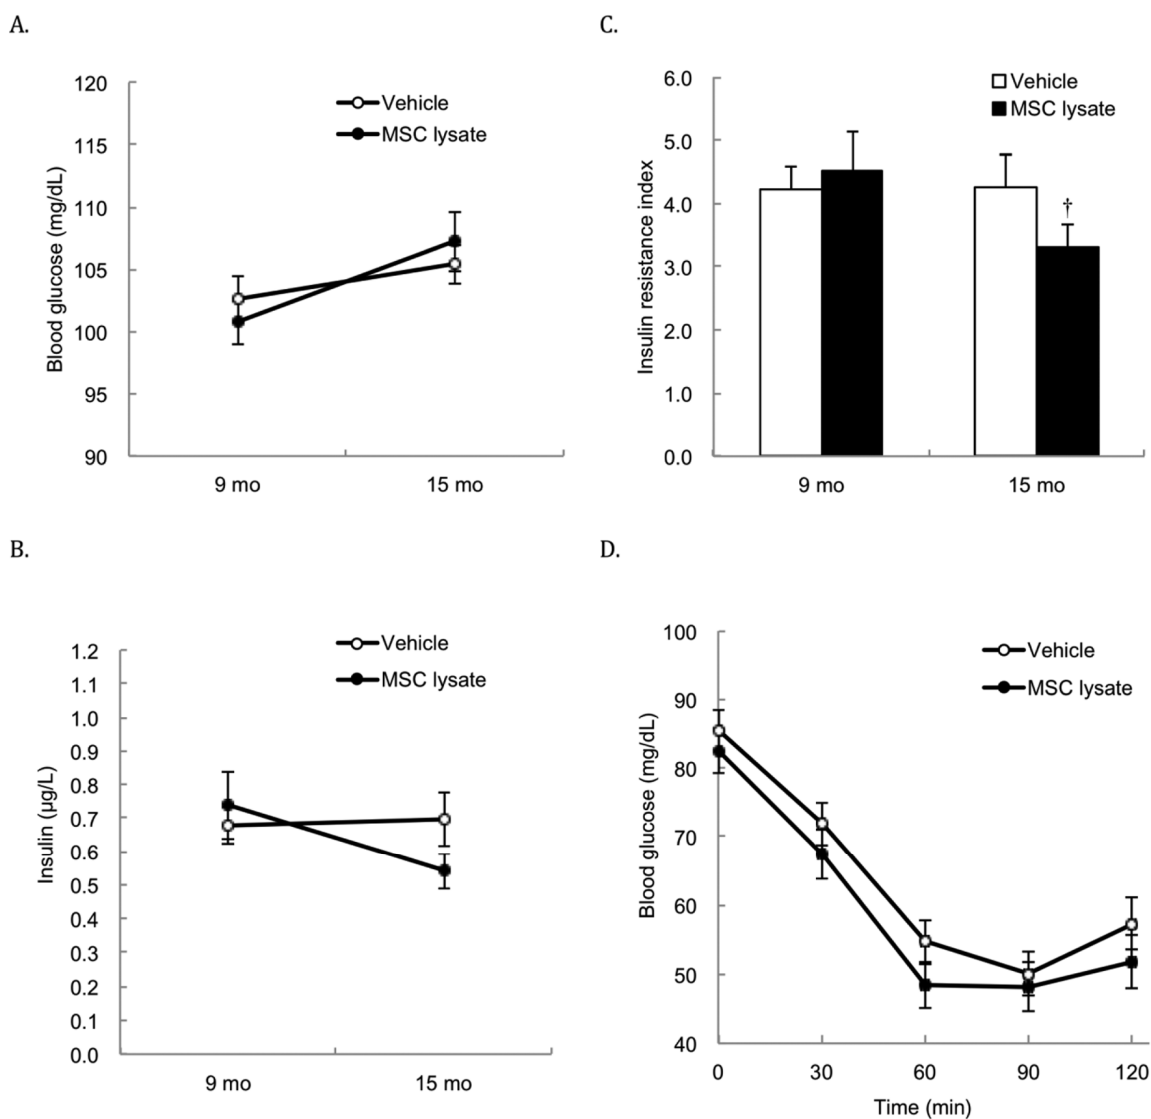 A.
120
115
110
105
100
95
90
Blood glucose (mg/dL)
Vehicle
MSC lysate
9 mo
15 mo
C.
6.0
5.0
4.0
3.0
2.0
1.0
0.0
Insulin resistance index
Vehicle
MSC lysate
†
9 mo
15 mo
B.
1.2
1.1
1.0
0.9
0.8
0.7
0.6
0.5
0.4
0.3
0.2
0.1
0.0
Insulin (µg/L)
Vehicle
MSC lysate
9 mo
15 mo
D.
100
90
80
70
60
50
40
Blood glucose (mg/dL)
Vehicle
MSC lysate
0
30
60
90
120
Time (min)